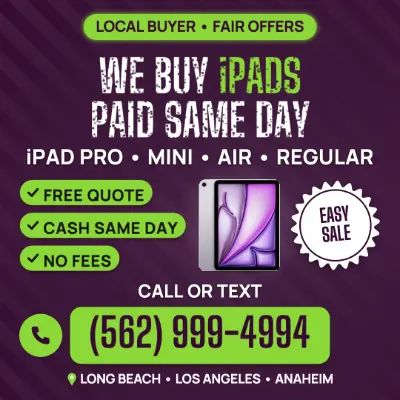 LOCAL BUYER • FAIR OFFERS
WE BUY iPADS
PAID SAME DAY
iPAD PRO • MINI • AIR • REGULAR
FREE QUOTE
CASH SAME DAY
NO FEES
EASY
SALE
CALL OR TEXT
(562) 999-4994
LONG BEACH • LOS ANGELES • ANAHEIM